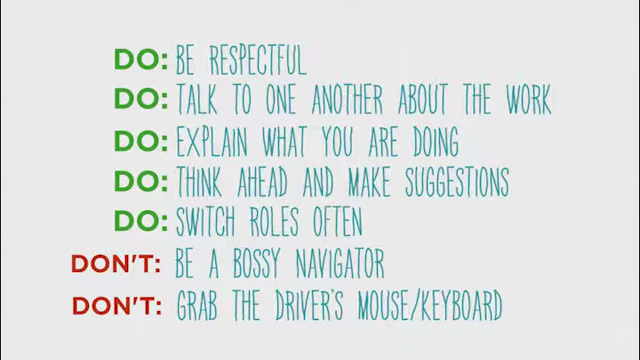 DO: BE RESPECTFUL
DO: TALK TO ONE ANOTHER ABOUT THE WORK
DO: EXPLAIN WHAT YOU ARE DOING
DO: THINK AHEAD AND MAKE SUGGESTIONS
DO: SWITCH ROLES OFTEN
DON'T: BE A BOSSY NAVIGATOR
DON'T: GRAB THE DRIVER'S MOUSE/KEYBOARD